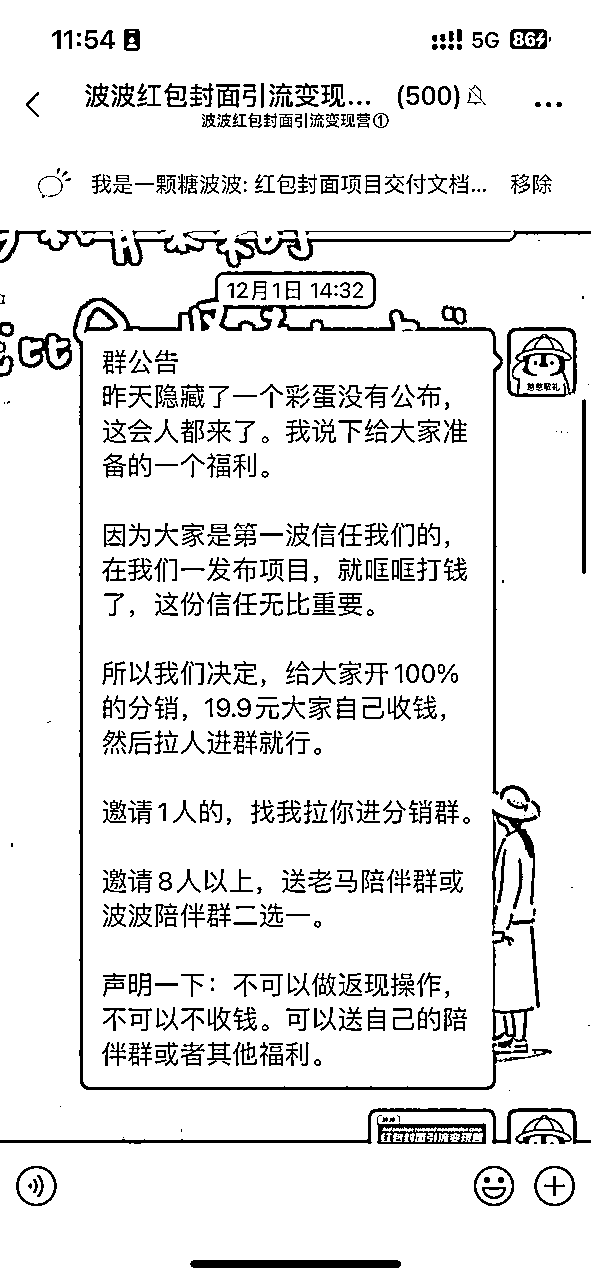 11:54
5G
86
波波红包封面引流变现... (500)
波波红包封面引流变现营①
我是一颗糖波波: 红包封面项目交付文档... 移除
12月1日 14:32
群公告
昨天隐藏了一个彩蛋没有公布，
这会人都来了。我说下给大家准
备的一个福利。
因为大家是第一波信任我们的，
在我们一发布项目，就哐哐打钱
了，这份信任无比重要。
所以我们决定，给大家开100%
的分销，19.9元大家自己收钱，
然后拉人进群就行。
邀请1人的，找我拉你进分销群。
邀请8人以上，送老马陪伴群或
波波陪伴群二选一。
声明一下：不可以做返现操作，
不可以不收钱。可以送自己的陪
伴群或者其他福利。
红包封面引流变现营